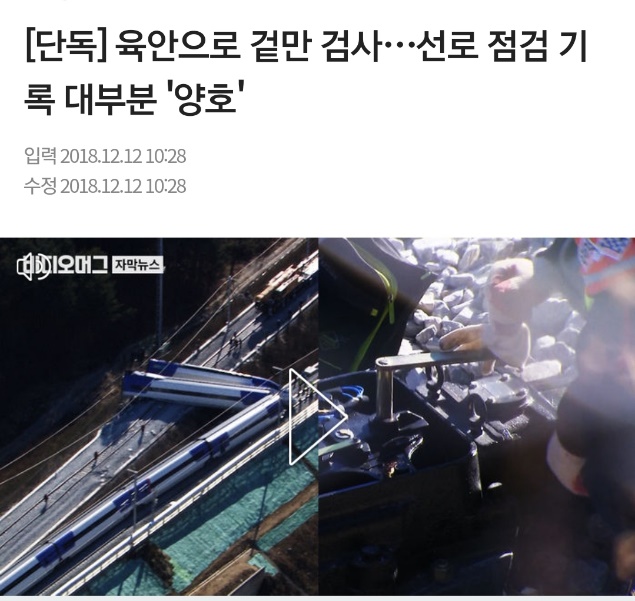 [단독] 육안으로 겉만 검사…선로 점검 기
록 대부분 '양호'
입력 2018.12.12 10:28
수정 2018.12.12 10:28
비디오머그 자막뉴스